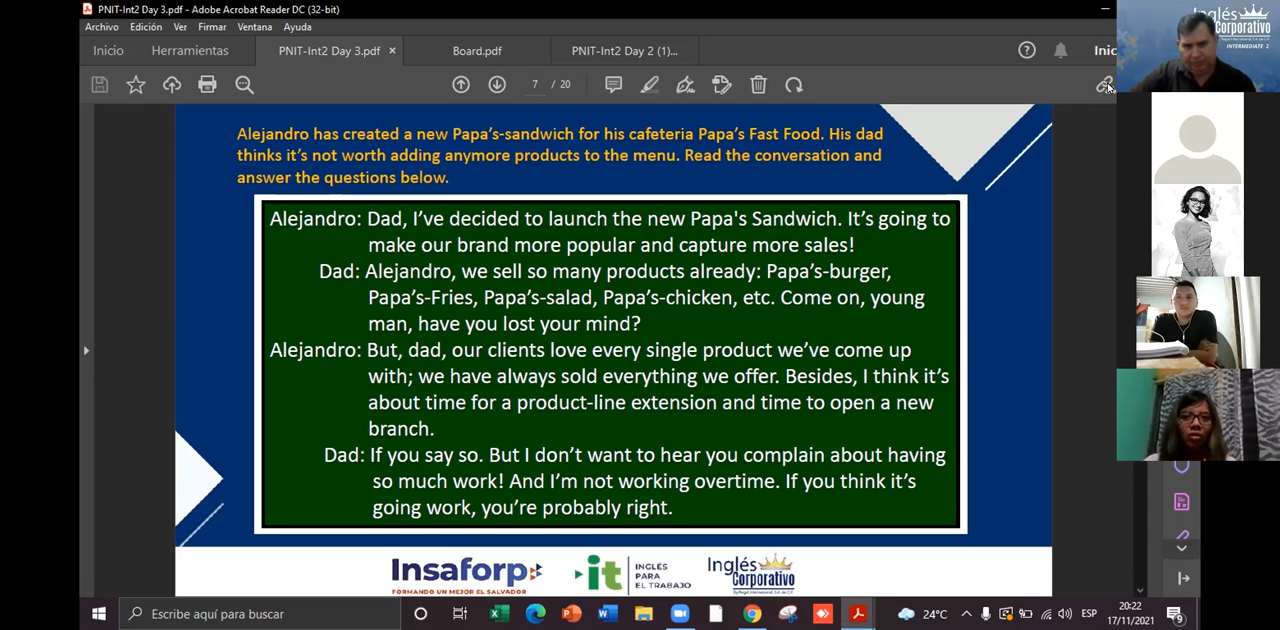 PNIT-Int2 Day 3.pdf - Adobe Acrobat Reader DC (32-bit)
Archivo Edición Ver Firmar Ventana Ayuda
Inicio Herramientas PNIT-Int2 Day 3.pdf × Board.pdf PNIT-Int2 Day 2 (1)... Inic
7 / 20
Inglés
Corporativo
INTERMEDIATE 2
Alejandro has created a new Papa's-sandwich for his cafeteria Papa's Fast Food. His dad
thinks it's not worth adding anymore products to the menu. Read the conversation and
answer the questions below.
Alejandro: Dad, I've decided to launch the new Papa's Sandwich. It's going to
make our brand more popular and capture more sales!
Dad: Alejandro, we sell so many products already: Papa's-burger,
Papa's-Fries, Papa's-salad, Papa's-chicken, etc. Come on, young
man, have you lost your mind?
Alejandro: But, dad, our clients love every single product we've come up
with; we have always sold everything we offer. Besides, I think it's
about time for a product-line extension and time to open a new
branch.
Dad: If you say so. But I don't want to hear you complain about having
so much work! And I'm not working overtime. If you think it's
going work, you're probably right.
Insaforp
FORMANDO UN MEJOR EL SALVADOR
it
INGLÉS
PARA
EL TRABAJO
Inglés
Corporativo
Escribe aquí para buscar
24°C ESP
20:22
17/11/2021
9